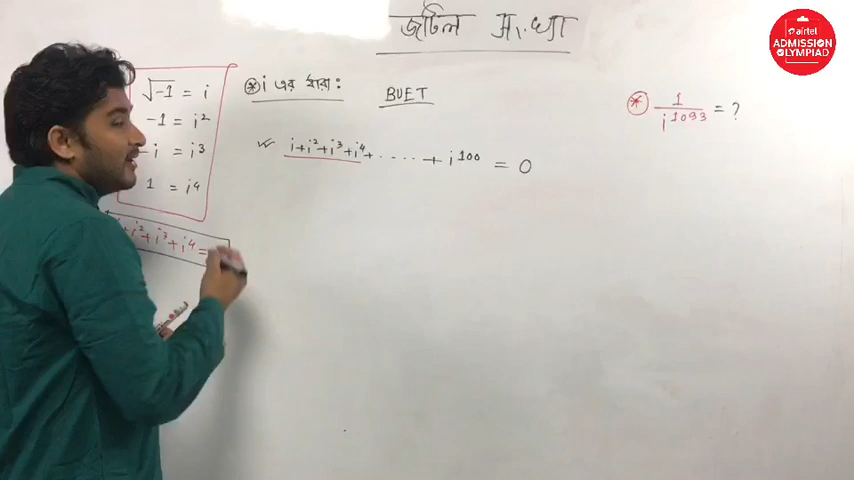 জটিল সংখ্যা
airtel
ADMISSION
OLYMPIAD
√-1 = i
-1 = i²
-i = i³
1 = i⁴
i² + i³ + i⁴ =
⊛ i এর ধারা :
BUET
i + i² + i³ + i⁴ + ..... + i¹⁰⁰ = 0
⊛ 1/i¹⁰⁹³ = ?